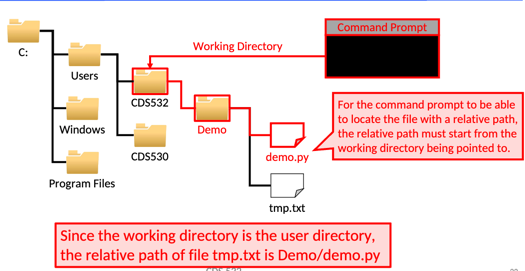 Command Prompt
Working Directory
C:
Users
CDS532
Windows
Demo
CDS530
Program Files
demo.py
tmp.txt
For the command prompt to be able
to locate the file with a relative path,
the relative path must start from the
working directory being pointed to.
Since the working directory is the user directory,
the relative path of file tmp.txt is Demo/demo.py